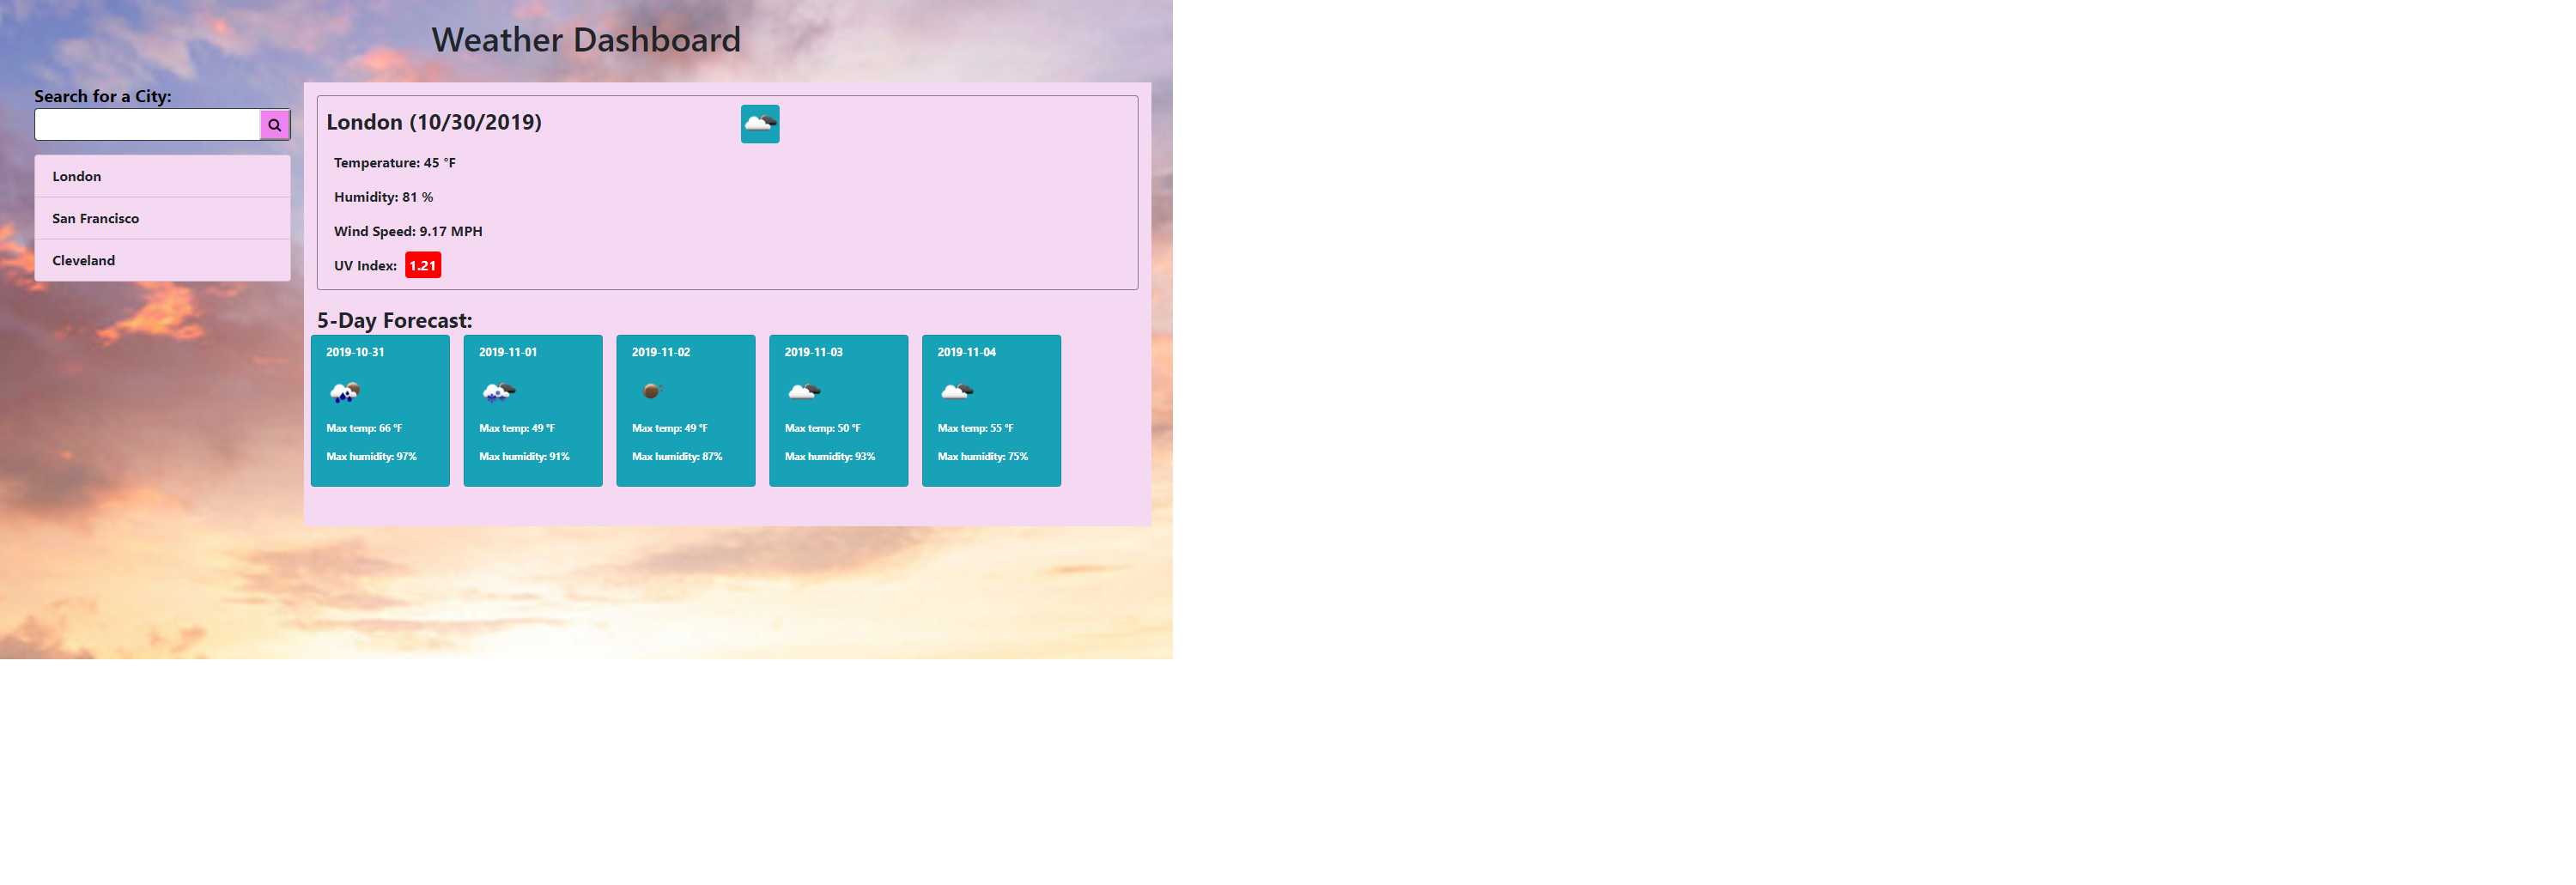 Weather Dashboard
Search for a City:
London
San Francisco
Cleveland
London (10/30/2019)
Temperature: 45 °F
Humidity: 81 %
Wind Speed: 9.17 MPH
UV Index: 1.21
5-Day Forecast:
2019-10-31
Max temp: 66 °F
Max humidity: 97%
2019-11-01
Max temp: 49 °F
Max humidity: 91%
2019-11-02
Max temp: 49 °F
Max humidity: 87%
2019-11-03
Max temp: 50 °F
Max humidity: 93%
2019-11-04
Max temp: 55 °F
Max humidity: 75%